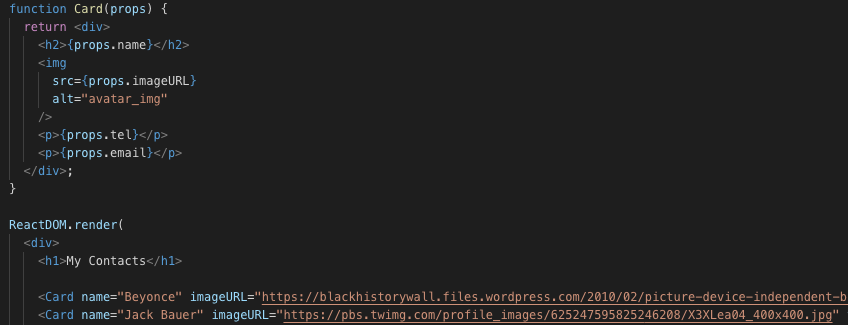 function Card(props) {
return <div>
<h2>{props.name}</h2>
<img
src={props.imageURL}
alt="avatar_img"
/>
<p>{props.tel}</p>
<p>{props.email}</p>
</div>;
}
ReactDOM.render(
<div>
<h1>My Contacts</h1>
<Card name="Beyonce" imageURL="https://blackhistorywall.files.wordpress.com/2010/02/picture-device-independent-b
<Card name="Jack Bauer" imageURL="https://pbs.twimg.com/profile_images/625247595825246208/X3XLea04_400x400.jpg"